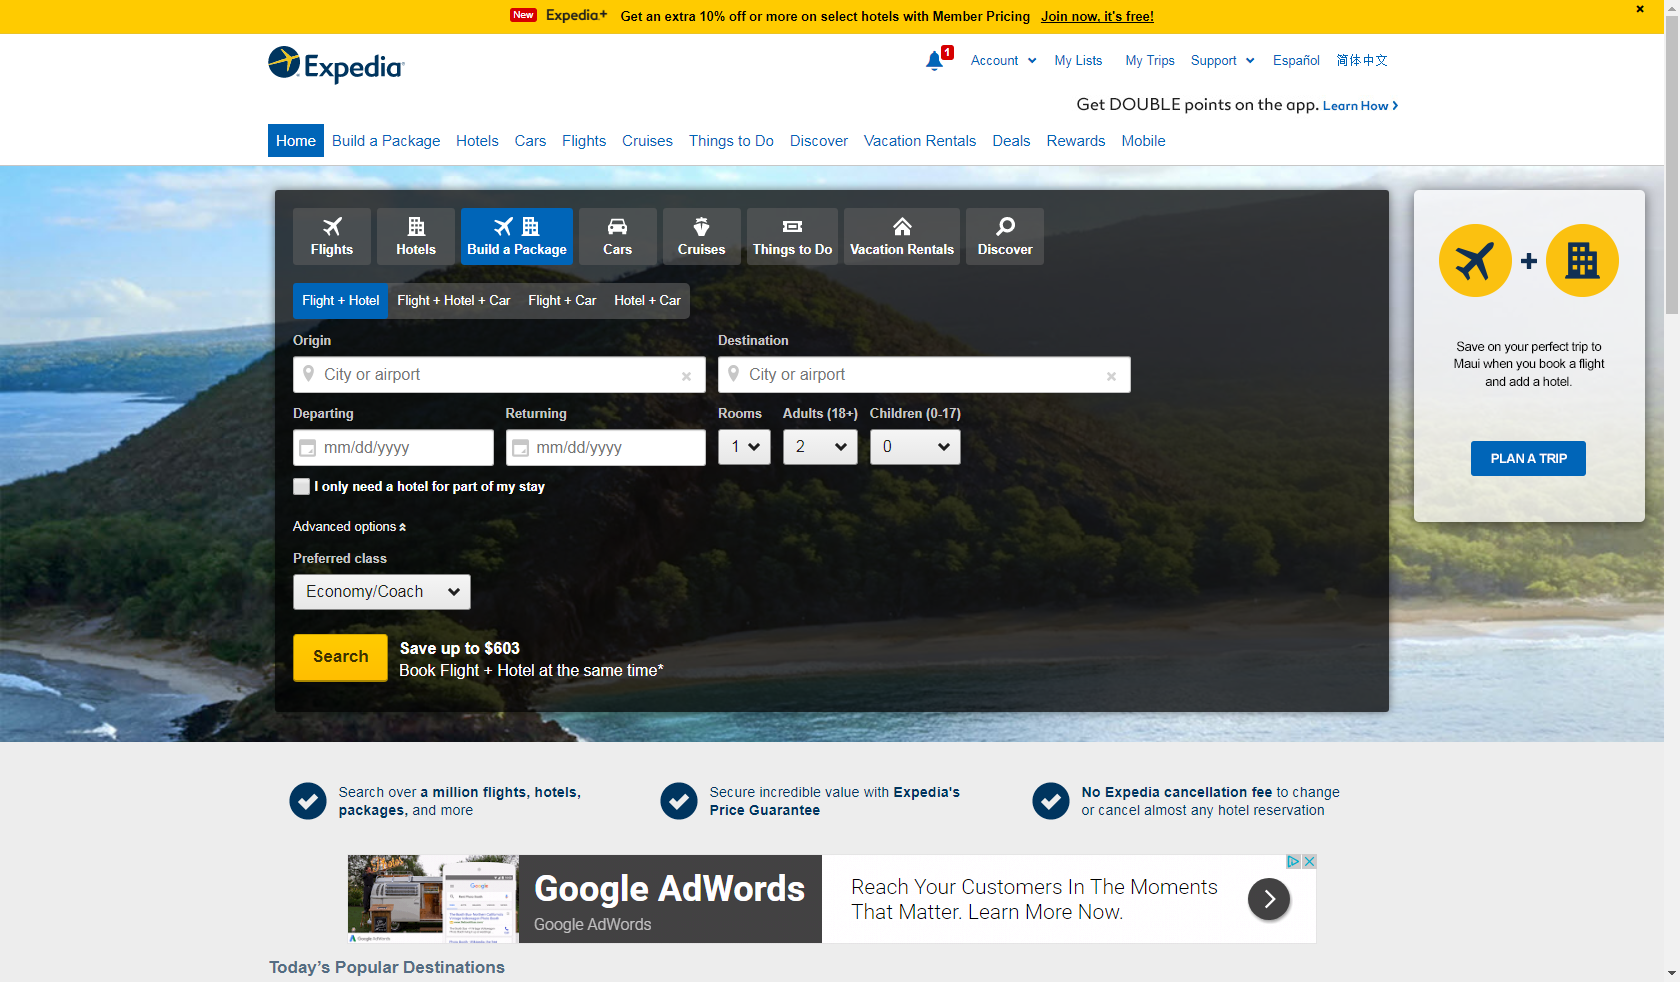 New Expedia+ Get an extra 10% off or more on select hotels with Member Pricing Join now, it's free!
Expedia
1 Account My Lists My Trips Support Español 简体中文
Get DOUBLE points on the app. Learn How
Home Build a Package Hotels Cars Flights Cruises Things to Do Discover Vacation Rentals Deals Rewards Mobile
Flights Hotels Build a Package Cars Cruises Things to Do Vacation Rentals Discover
Flight + Hotel Flight + Hotel + Car Flight + Car Hotel + Car
Origin Destination
City or airport City or airport
Departing Returning Rooms Adults (18+) Children (0-17)
mm/dd/yyyy mm/dd/yyyy 1 2 0
I only need a hotel for part of my stay
Advanced options
Preferred class
Economy/Coach
Search
Save up to $603
Book Flight + Hotel at the same time*
Save on your perfect trip to
Maui when you book a flight
and add a hotel.
PLAN A TRIP
Search over a million flights, hotels,
packages, and more
Secure incredible value with Expedia's
Price Guarantee
No Expedia cancellation fee to change
or cancel almost any hotel reservation
Google
Google AdWords
Google AdWords
Google AdWords
Reach Your Customers In The Moments
That Matter. Learn More Now.
Today's Popular Destinations